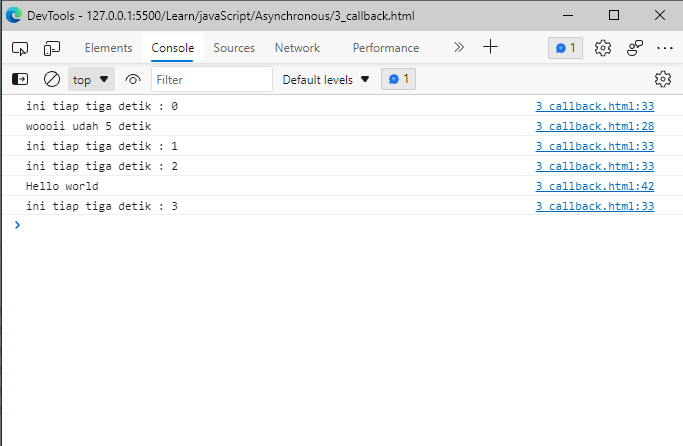 DevTools - 127.0.0.1:5500/Learn/javaScript/Asynchronous/3_callback.html
Elements Console Sources Network Performance 1
top Filter Default levels 1
ini tiap tiga detik : 0 3_callback.html:33
woooii udah 5 detik 3_callback.html:28
ini tiap tiga detik : 1 3_callback.html:33
ini tiap tiga detik : 2 3_callback.html:33
Hello world 3_callback.html:42
ini tiap tiga detik : 3 3_callback.html:33